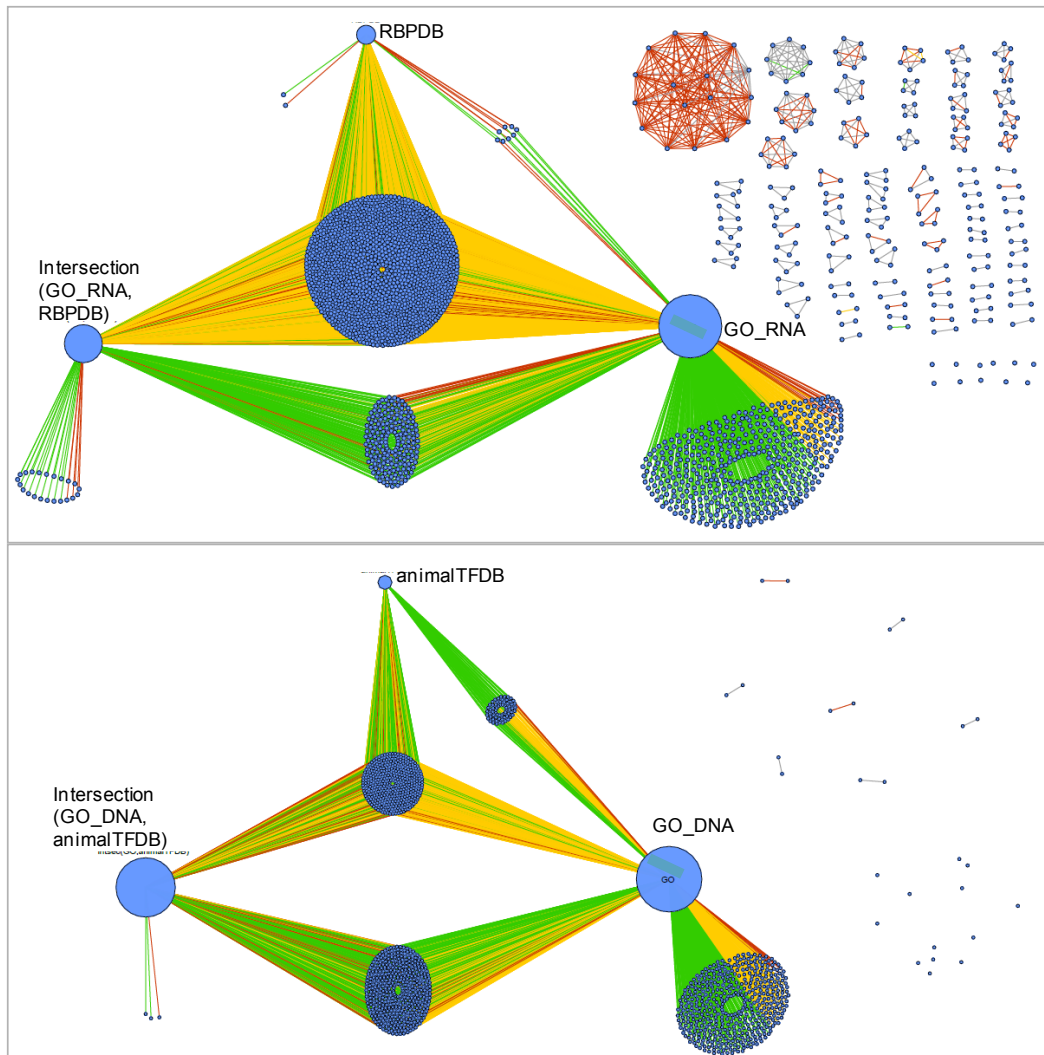 RBPDB
Intersection
(GO_RNA,
RBPDB)
GO_RNA
animalTFDB
Intersection
(GO_DNA,
animalTFDB)
GO_DNA
GO